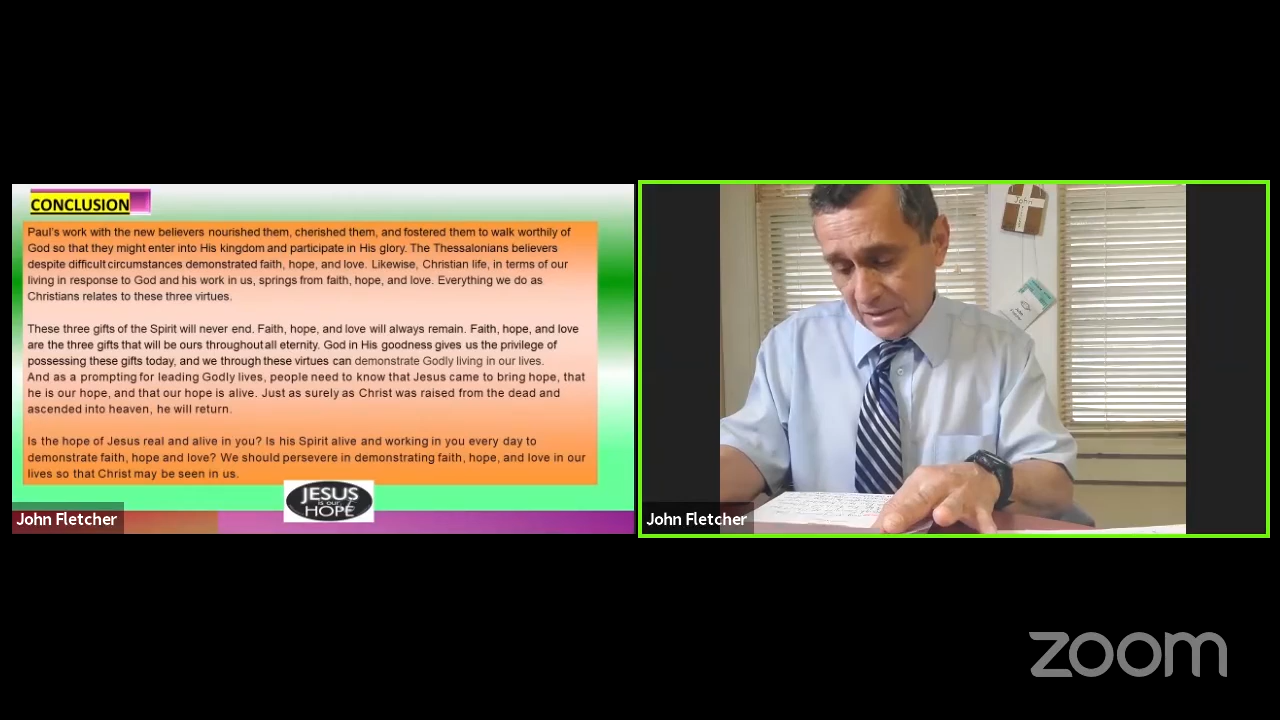 CONCLUSION
Paul's work with the new believers nourished them, cherished them, and fostered them to walk worthily of
God so that they might enter into His kingdom and participate in His glory. The Thessalonians believers
despite difficult circumstances demonstrated faith, hope, and love. Likewise, Christian life, in terms of our
living in response to God and his work in us, springs from faith, hope, and love. Everything we do as
Christians relates to these three virtues.
These three gifts of the Spirit will never end. Faith, hope, and love will always remain. Faith, hope, and love
are the three gifts that will be ours throughout all eternity. God in His goodness gives us the privilege of
possessing these gifts today, and we through these virtues can demonstrate Godly living in our lives.
And as a prompting for leading Godly lives, people need to know that Jesus came to bring hope, that
he is our hope, and that our hope is alive. Just as surely as Christ was raised from the dead and
ascended into heaven, he will return.
Is the hope of Jesus real and alive in you? Is his Spirit alive and working in you every day to
demonstrate faith, hope and love? We should persevere in demonstrating faith, hope, and love in our
lives so that Christ may be seen in us.
JESUS
IS OUR
HOPE
John Fletcher
John
John Fletcher
zoom